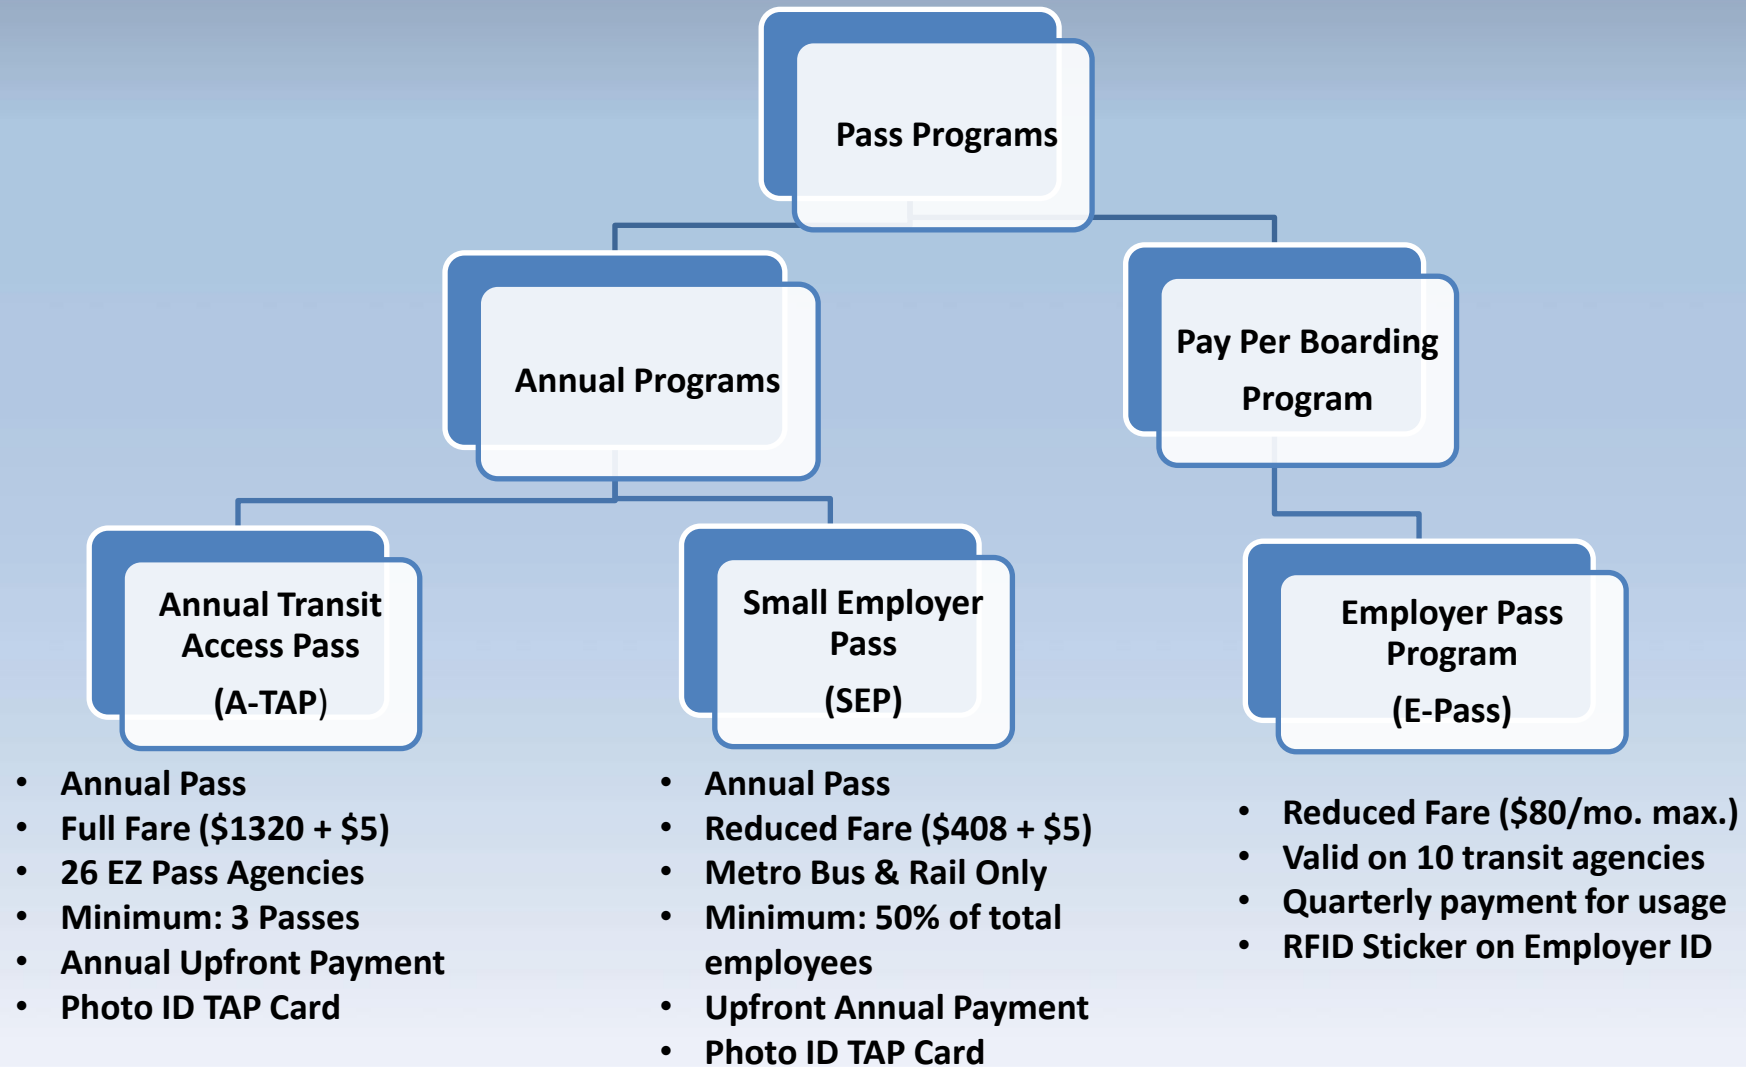 Pass Programs
Annual Programs
Pay Per Boarding
Program
Annual Transit
Access Pass
(A-TAP)
Small Employer
Pass
(SEP)
Employer Pass
Program
(E-Pass)
• Annual Pass
• Full Fare ($1320 + $5)
• 26 EZ Pass Agencies
• Minimum: 3 Passes
• Annual Upfront Payment
• Photo ID TAP Card
• Annual Pass
• Reduced Fare ($408 + $5)
• Metro Bus & Rail Only
• Minimum: 50% of total
employees
• Upfront Annual Payment
• Photo ID TAP Card
• Reduced Fare ($80/mo. max.)
• Valid on 10 transit agencies
• Quarterly payment for usage
• RFID Sticker on Employer ID